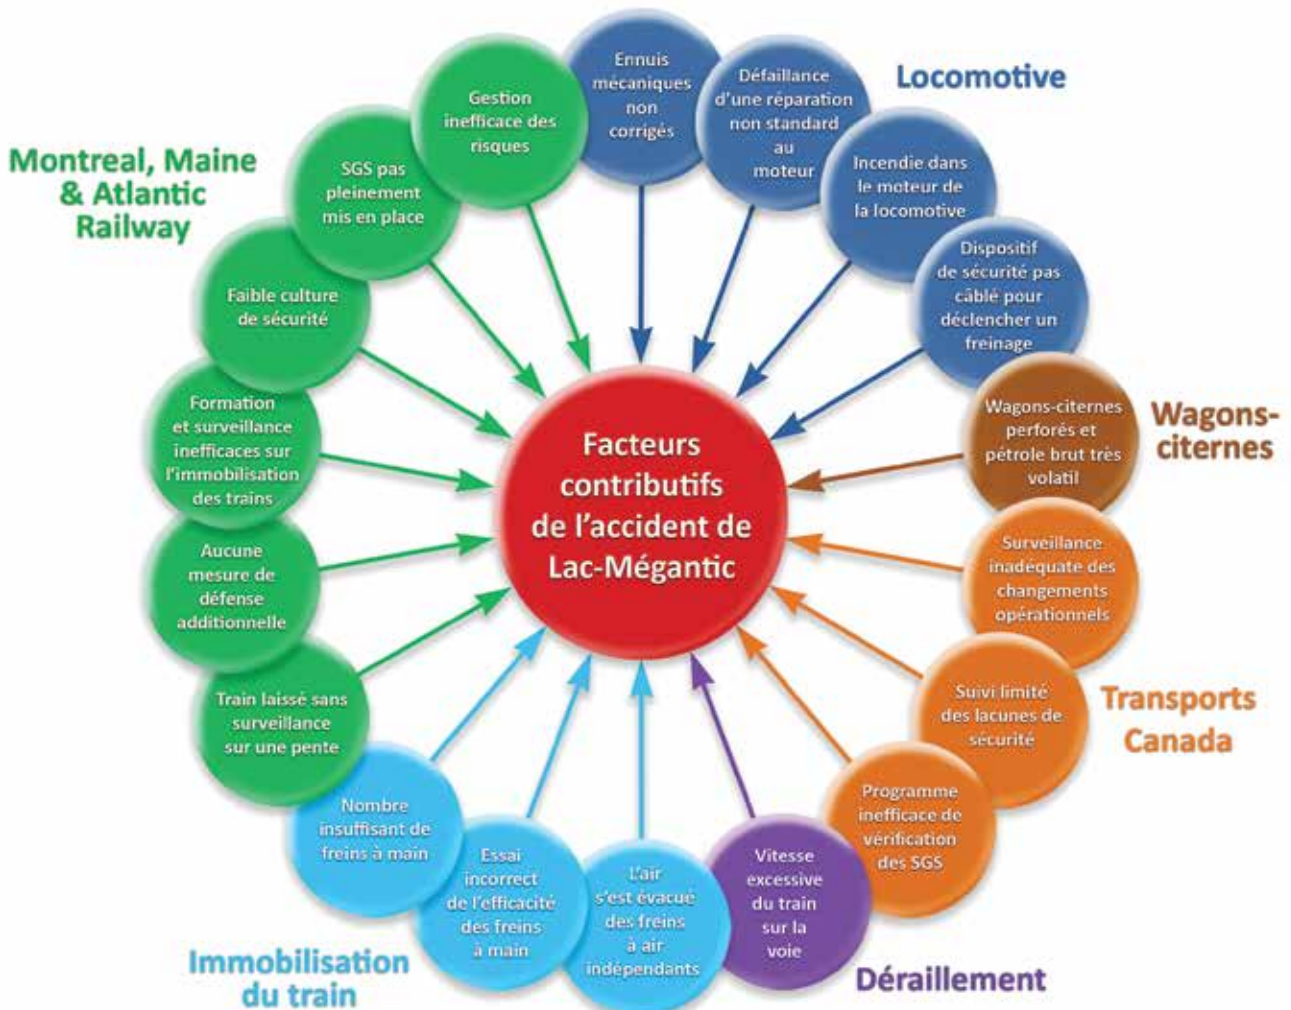 Facteurs
contributifs
de l’accident de
Lac-Mégantic
Locomotive
Ennuis
mécaniques
non
corrigés
Défaillance
d’une réparation
non standard
au
moteur
Incendie dans
le moteur de
la locomotive
Dispositif
de sécurité pas
câblé pour
déclencher un
freinage
Wagons-
citernes
Wagons-citernes
perforés et
pétrole brut très
volatil
Transports
Canada
Surveillance
inadéquate des
changements
opérationnels
Suivi limité
des lacunes de
sécurité
Programme
inefficace de
vérification
des SGS
Déraillement
Vitesse
excessive
du train
sur la
voie
Immobilisation
du train
L’air
s’est évacué
des freins
à air
indépendants
Essai
incorrect
de l’efficacité
des freins
à main
Nombre
insuffisant de
freins à main
Montreal, Maine
& Atlantic
Railway
Train laissé sans
surveillance
sur une pente
Aucune
mesure de
défense
additionnelle
Formation
et surveillance
inefficaces sur
l’immobilisation
des trains
Faible culture
de sécurité
SGS pas
pleinement
mis en place
Gestion
inefficace des
risques